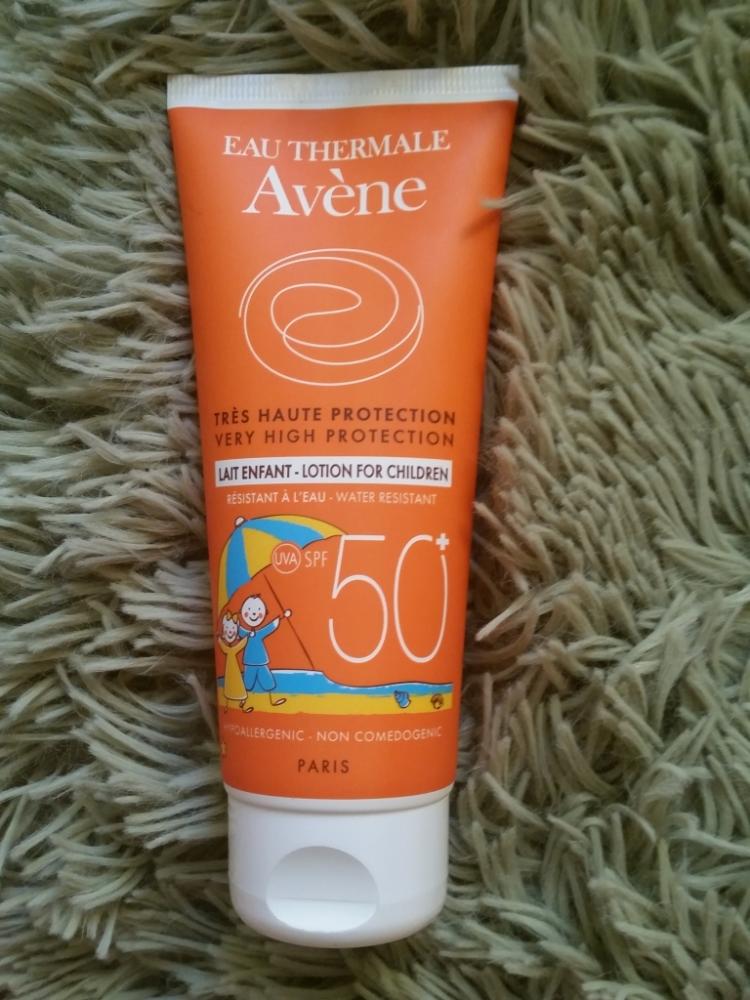 EAU THERMALE
Avène
TRÈS HAUTE PROTECTION
VERY HIGH PROTECTION
LAIT ENFANT - LOTION FOR CHILDREN
RÉSISTANT À L'EAU - WATER RESISTANT
UVA SPF 50+
HYPOALLERGENIC - NON COMEDOGENIC
PARIS